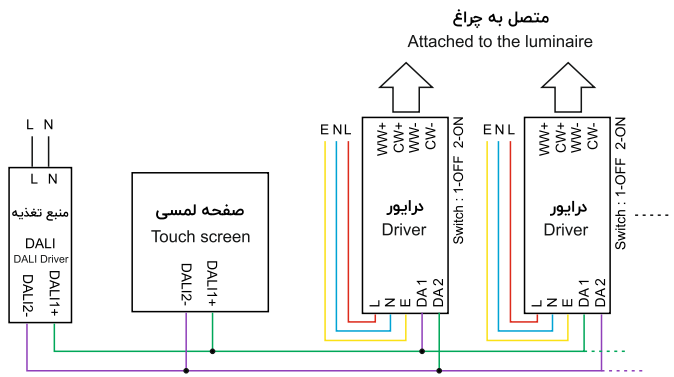 متصل به چراغ
Attached to the luminaire
L N
L N
منبع تغذیه
DALI
DALI Driver
DALI2-
DALI1+
صفحه لمسی
Touch screen
DALI2-
DALI1+
E N L
WW+
CW+
WW-
CW-
درایور
Driver
Switch : 1-OFF 2-ON
L
N
E
DA1
DA2
E N L
WW+
CW+
WW-
CW-
درایور
Driver
Switch : 1-OFF 2-ON
L
N
E
DA1
DA2